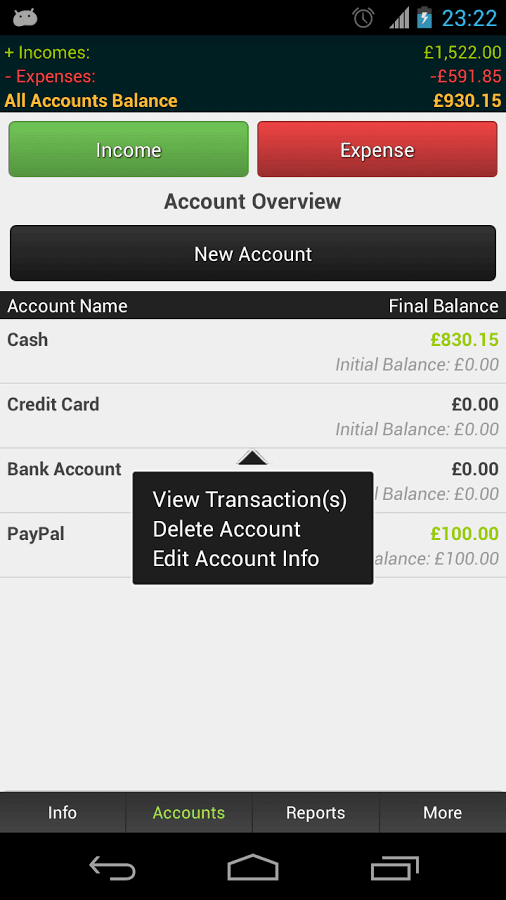 23:22
+ Incomes: £1,522.00
- Expenses: -£591.85
All Accounts Balance £930.15
Income Expense
Account Overview
New Account
Account Name Final Balance
Cash £830.15
Initial Balance: £0.00
Credit Card £0.00
Initial Balance: £0.00
Bank Account £0.00
View Transaction(s)
Delete Account
Edit Account Info
l Balance: £0.00
PayPal £100.00
alance: £100.00
Info Accounts Reports More